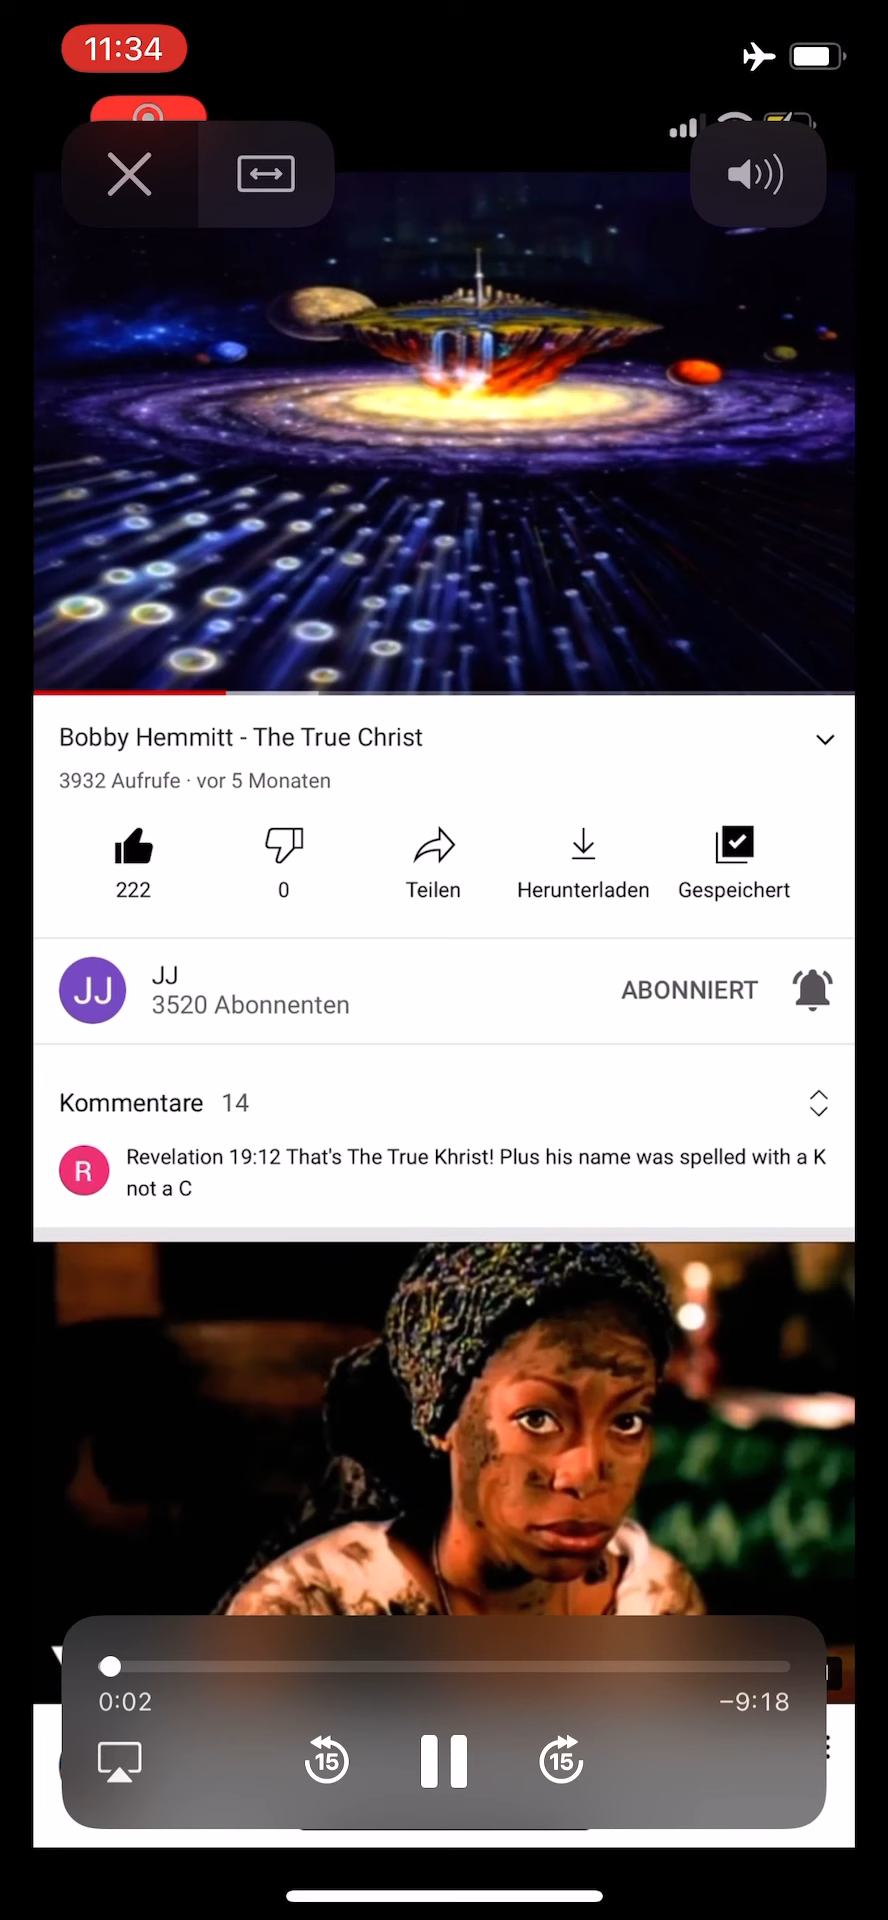 11:34
Bobby Hemmitt - The True Christ
3932 Aufrufe · vor 5 Monaten
222
0
Teilen
Herunterladen
Gespeichert
JJ
JJ
3520 Abonnenten
ABONNIERT
Kommentare 14
R
Revelation 19:12 That's The True Khrist! Plus his name was spelled with a K
not a C
0:02
−9:18
15
15